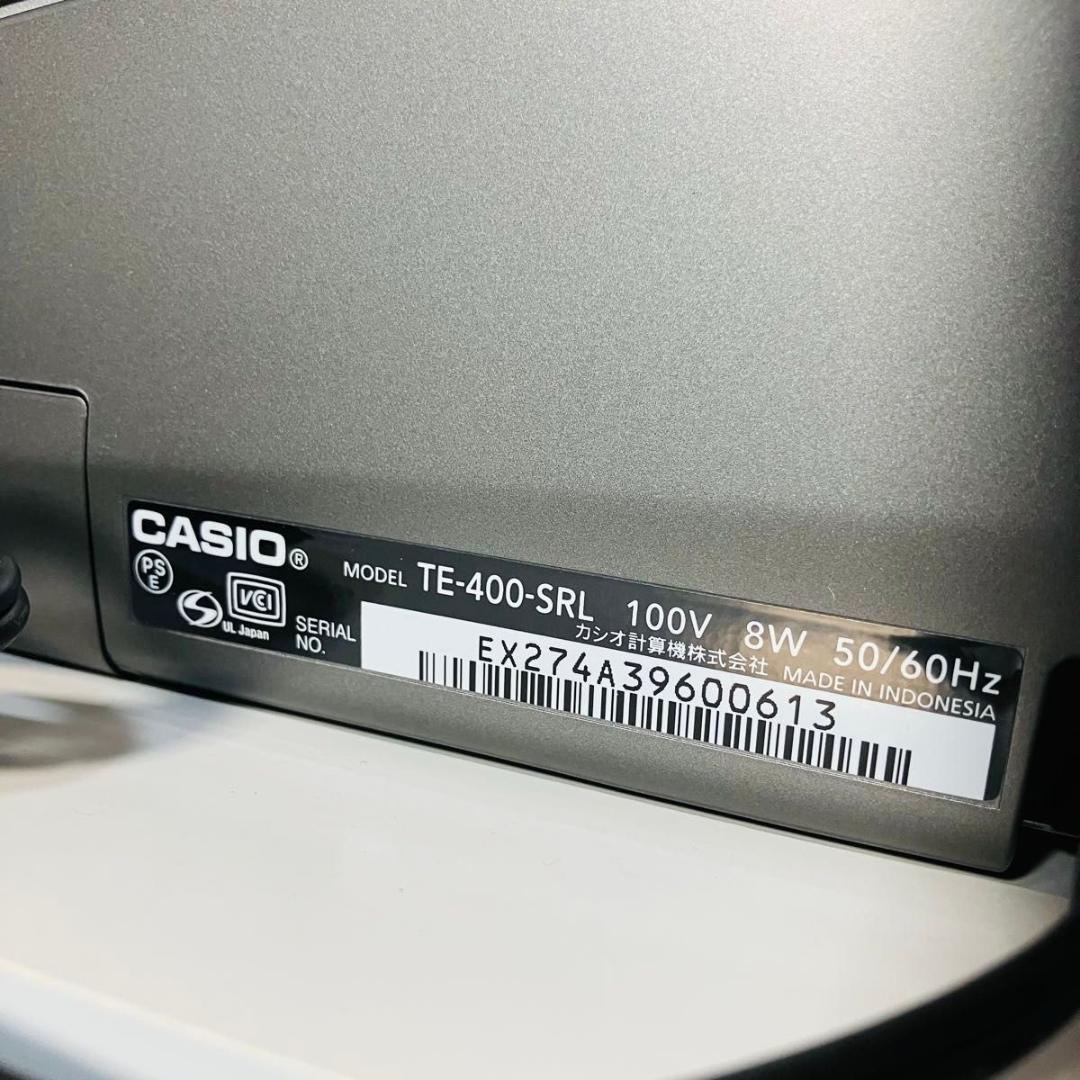 CASIO®
MODEL TE-400-SRL 100V 8W 50/60Hz
カシオ計算機株式会社 MADE IN INDONESIA
PS
E
VCI
UL Japan
SERIAL
NO.
EX274A39600613